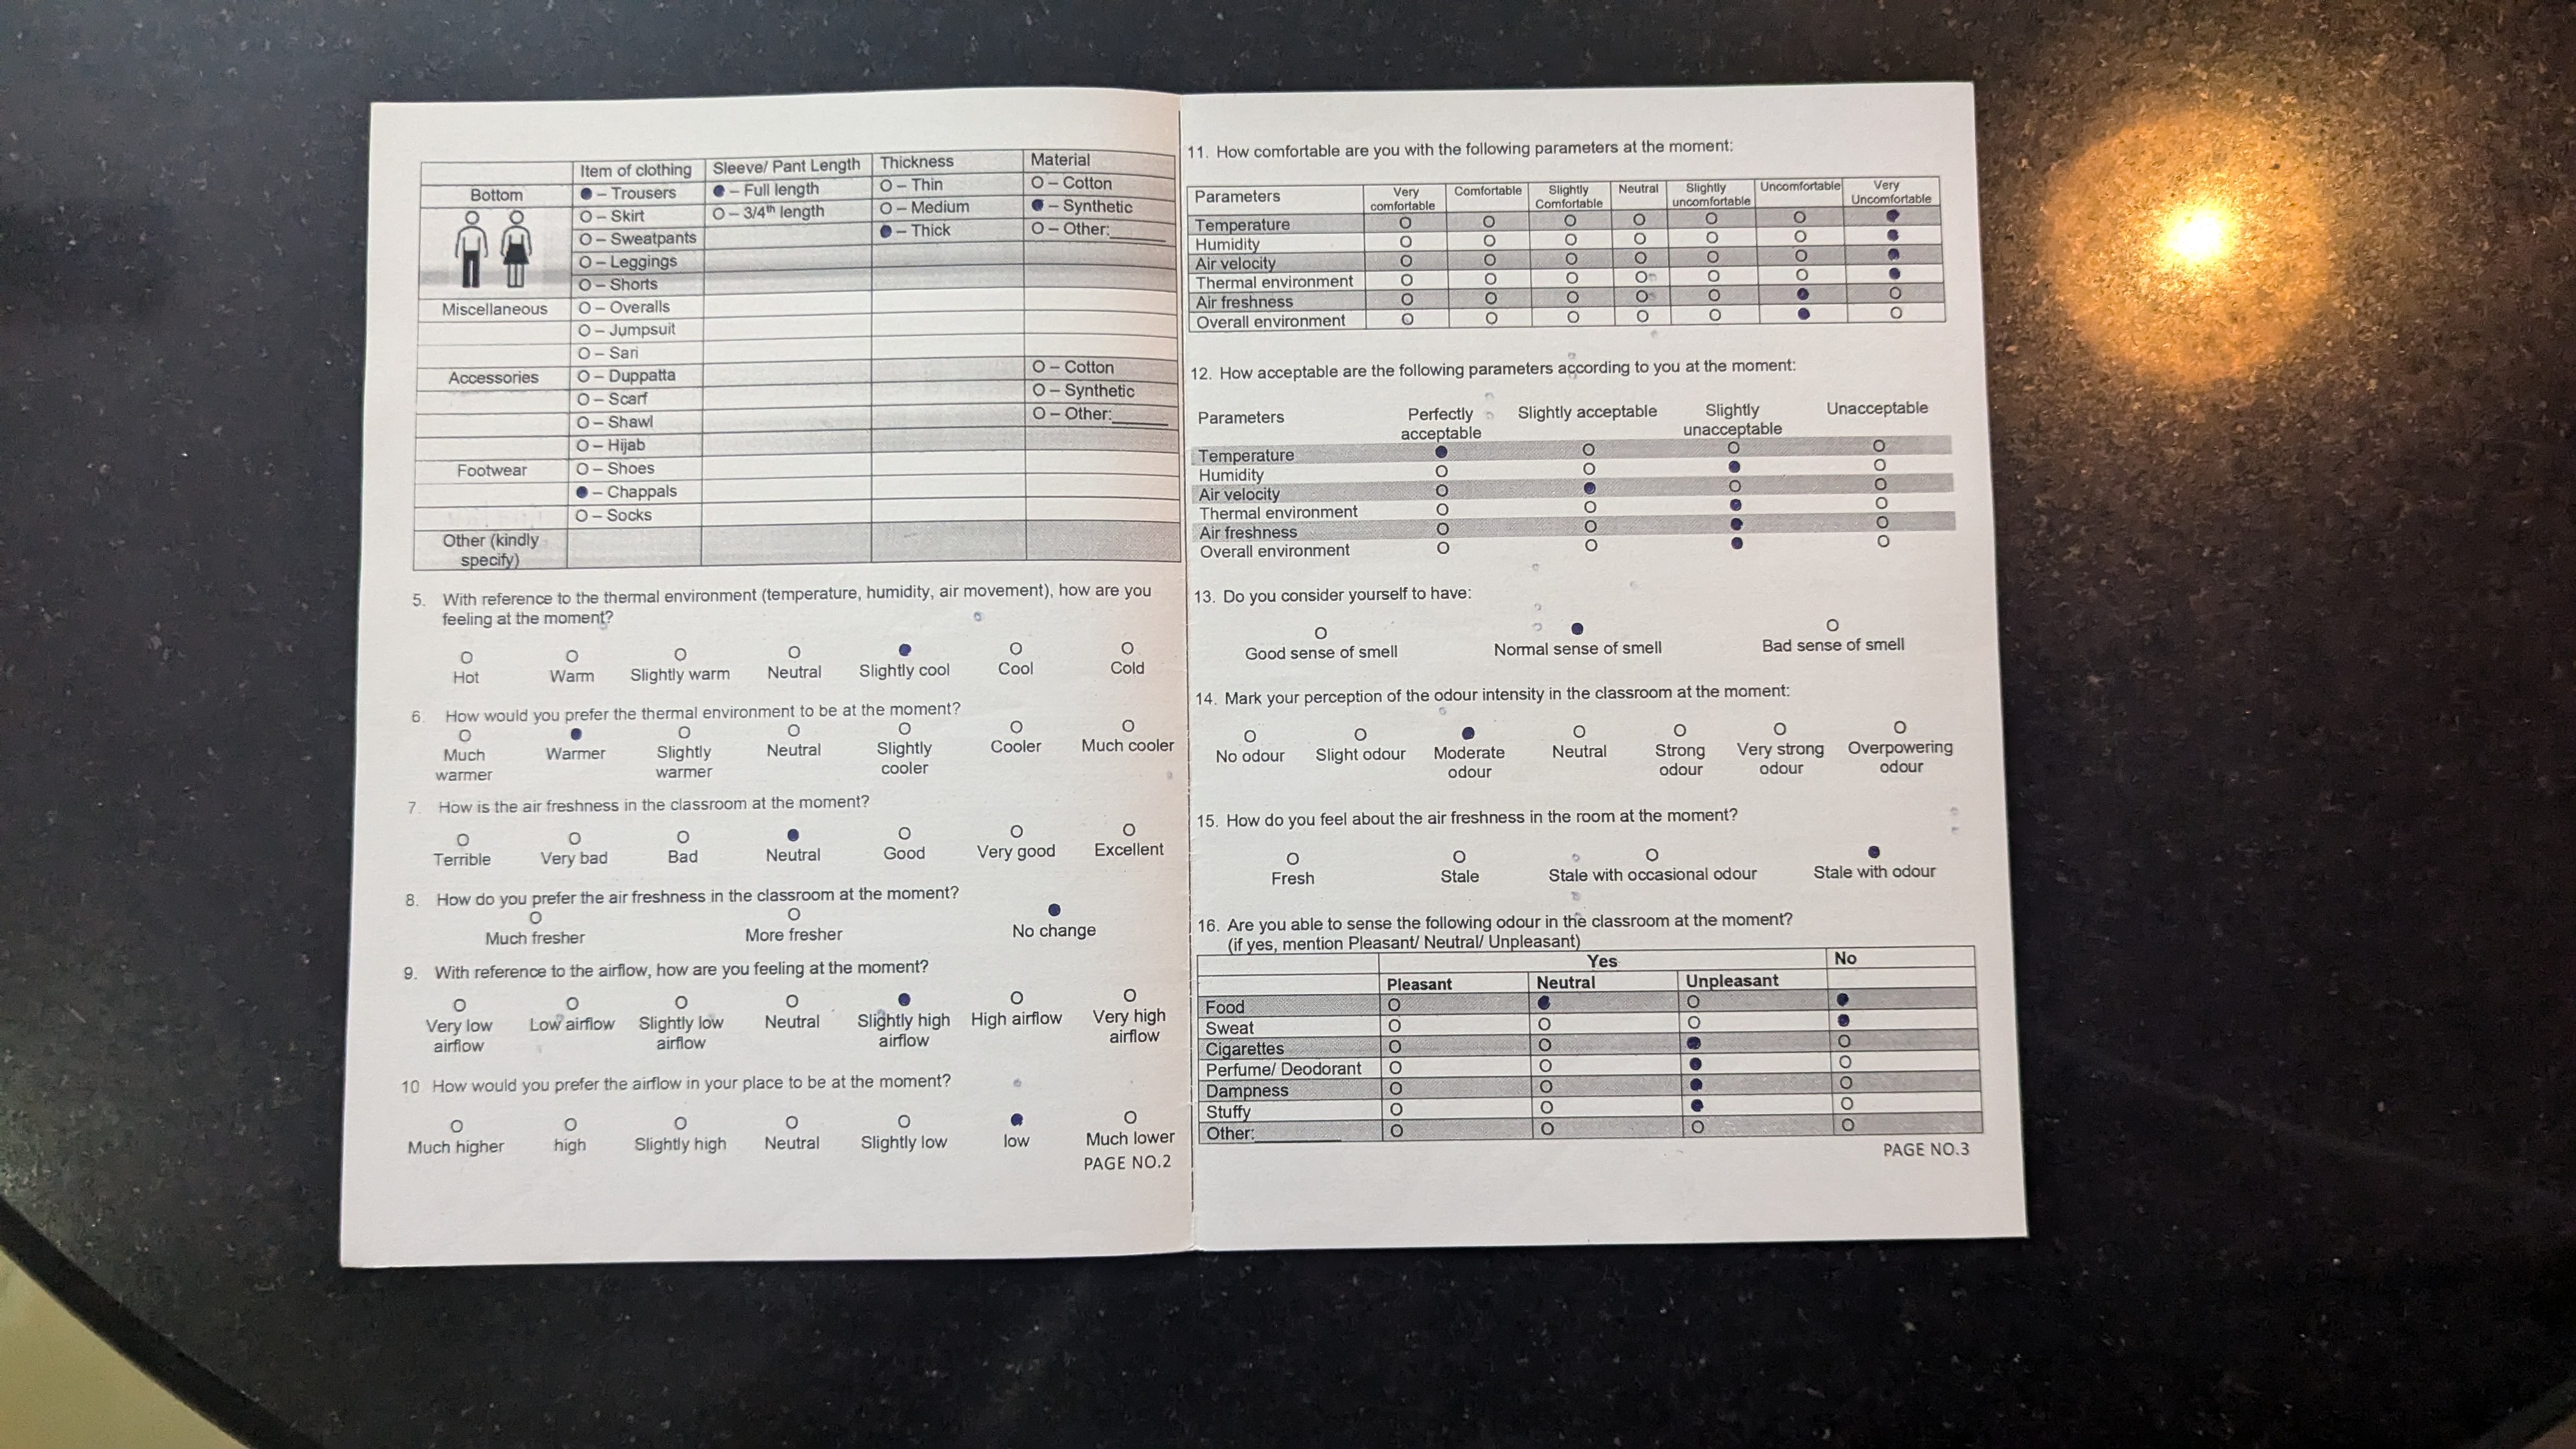 Item of clothing Sleeve/ Pant Length Thickness Material
Bottom ● – Trousers ● – Full length O – Thin O – Cotton
O – Skirt O – 3/4th length O – Medium ● – Synthetic
O – Sweatpants ● – Thick O – Other:______
O – Leggings
O – Shorts
Miscellaneous O – Overalls
O – Jumpsuit
O – Sari
Accessories O – Duppatta O – Cotton
O – Scarf O – Synthetic
O – Shawl O – Other:______
O – Hijab
Footwear O – Shoes
● – Chappals
O – Socks
Other (kindly
specify)
5. With reference to the thermal environment (temperature, humidity, air movement), how are you
feeling at the moment?
O O O O ● O O
Hot Warm Slightly warm Neutral Slightly cool Cool Cold
6. How would you prefer the thermal environment to be at the moment?
O ● O O O O O
Much Warmer Slightly Neutral Slightly Cooler Much cooler
warmer warmer cooler
7. How is the air freshness in the classroom at the moment?
O O O ● O O O
Terrible Very bad Bad Neutral Good Very good Excellent
8. How do you prefer the air freshness in the classroom at the moment?
O O ●
Much fresher More fresher No change
9. With reference to the airflow, how are you feeling at the moment?
O O O O ● O O
Very low Low airflow Slightly low Neutral Slightly high High airflow Very high
airflow airflow airflow airflow
10 How would you prefer the airflow in your place to be at the moment?
O O O O O ● O
Much higher high Slightly high Neutral Slightly low low Much lower
PAGE NO.2
11. How comfortable are you with the following parameters at the moment:
Parameters Very Comfortable Slightly Neutral Slightly Uncomfortable Very
comfortable Comfortable uncomfortable Uncomfortable
Temperature O O O O O O ●
Humidity O O O O O O ●
Air velocity O O O O O O ●
Thermal environment O O O O O O ●
Air freshness O O O O O ● O
Overall environment O O O O O ● O
12. How acceptable are the following parameters according to you at the moment:
Parameters Perfectly Slightly acceptable Slightly Unacceptable
acceptable unacceptable
Temperature ● O O O
Humidity O O ● O
Air velocity O ● O O
Thermal environment O O ● O
Air freshness O O ● O
Overall environment O O ● O
13. Do you consider yourself to have:
O ● O
Good sense of smell Normal sense of smell Bad sense of smell
14. Mark your perception of the odour intensity in the classroom at the moment:
O O ● O O O O
No odour Slight odour Moderate Neutral Strong Very strong Overpowering
odour odour odour odour
15. How do you feel about the air freshness in the room at the moment?
O O O ●
Fresh Stale Stale with occasional odour Stale with odour
16. Are you able to sense the following odour in the classroom at the moment?
(if yes, mention Pleasant/ Neutral/ Unpleasant)
Yes No
Pleasant Neutral Unpleasant
Food O ● O ●
Sweat O O O ●
Cigarettes O O ● O
Perfume/ Deodorant O O ● O
Dampness O O ● O
Stuffy O O ● O
Other:__________ O O O O
PAGE NO.3